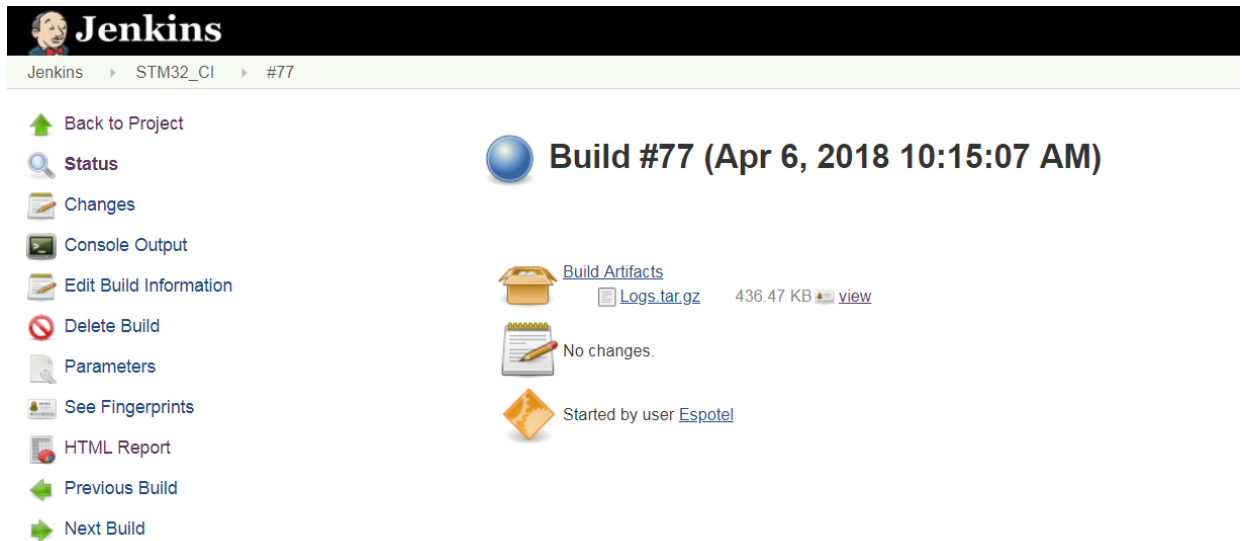 Jenkins
Jenkins STM32_CI #77
Back to Project
Status
Changes
Console Output
Edit Build Information
Delete Build
Parameters
See Fingerprints
HTML Report
Previous Build
Next Build
Build #77 (Apr 6, 2018 10:15:07 AM)
Build Artifacts
Logs.tar.gz 436.47 KB view
No changes.
Started by user Espotel